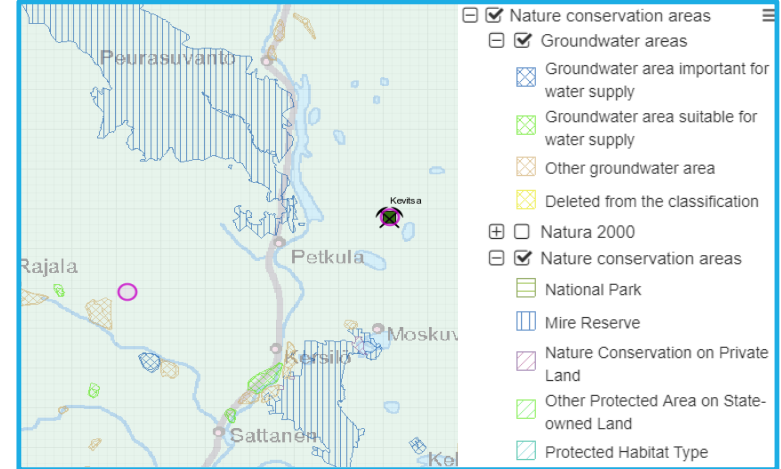 Peurasuvanto
Kevitsa
Petkula
Rajala
Moskuv
Kersilö
Sattanen
Kel
Nature conservation areas
Groundwater areas
Groundwater area important for
water supply
Groundwater area suitable for
water supply
Other groundwater area
Deleted from the classification
Natura 2000
Nature conservation areas
National Park
Mire Reserve
Nature Conservation on Private
Land
Other Protected Area on State-
owned Land
Protected Habitat Type